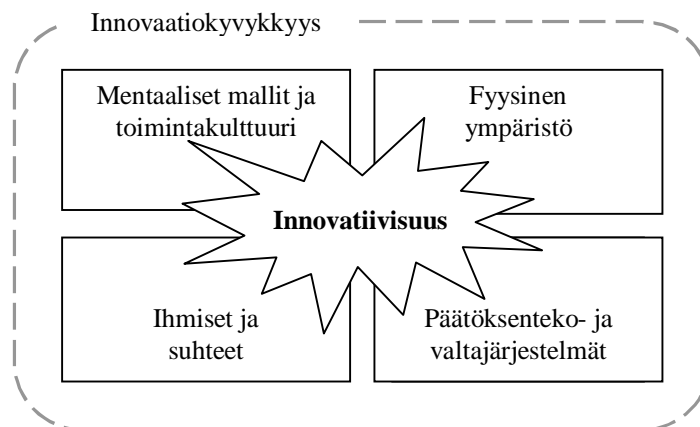 Innovaatiokyvykkyys
Mentaaliset mallit ja
toimintakulttuuri
Fyysinen
ympäristö
Innovatiivisuus
Ihmiset ja
suhteet
Päätöksenteko- ja
valtajärjestelmät